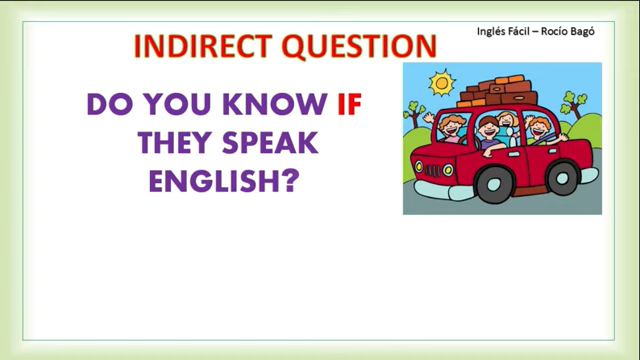 Inglés Fácil – Rocío Bagó
INDIRECT QUESTION
DO YOU KNOW IF
THEY SPEAK
ENGLISH?